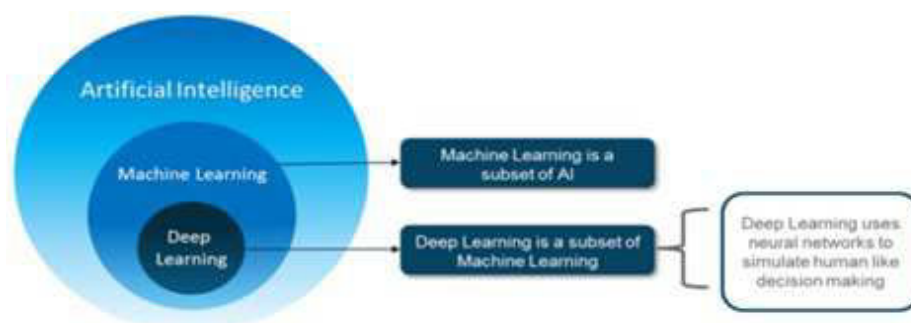 Artificial Intelligence
Machine Learning
Deep
Learning
Machine Learning is a
subset of AI
Deep Learning is a subset of
Machine Learning
Deep Learning uses
neural networks to
simulate human like
decision making